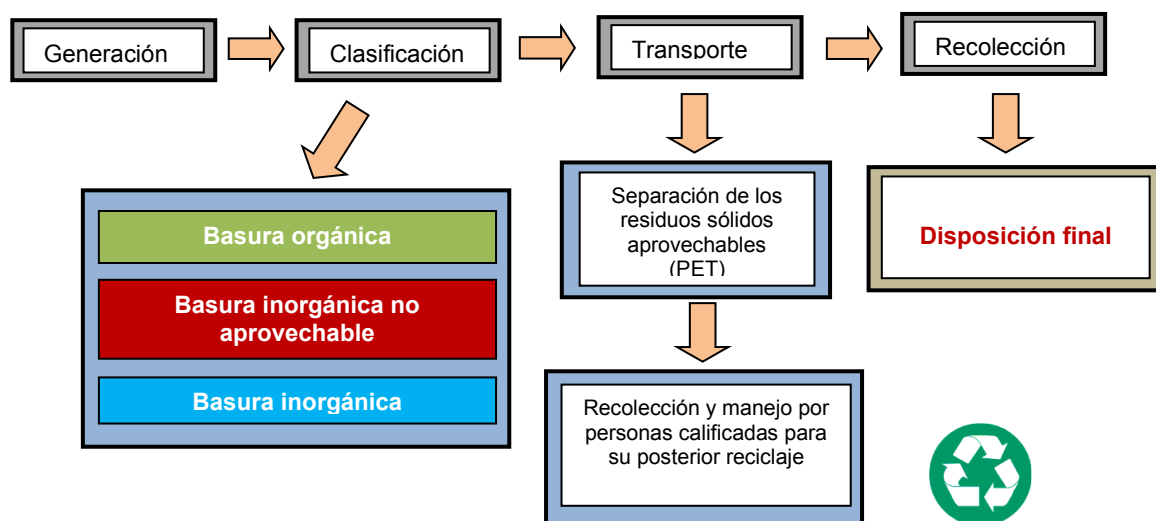 Generación
Clasificación
Transporte
Recolección
Basura orgánica
Basura inorgánica no
aprovechable
Basura inorgánica
Separación de los
residuos sólidos
aprovechables
(PET)
Recolección y manejo por
personas calificadas para
su posterior reciclaje
Disposición final